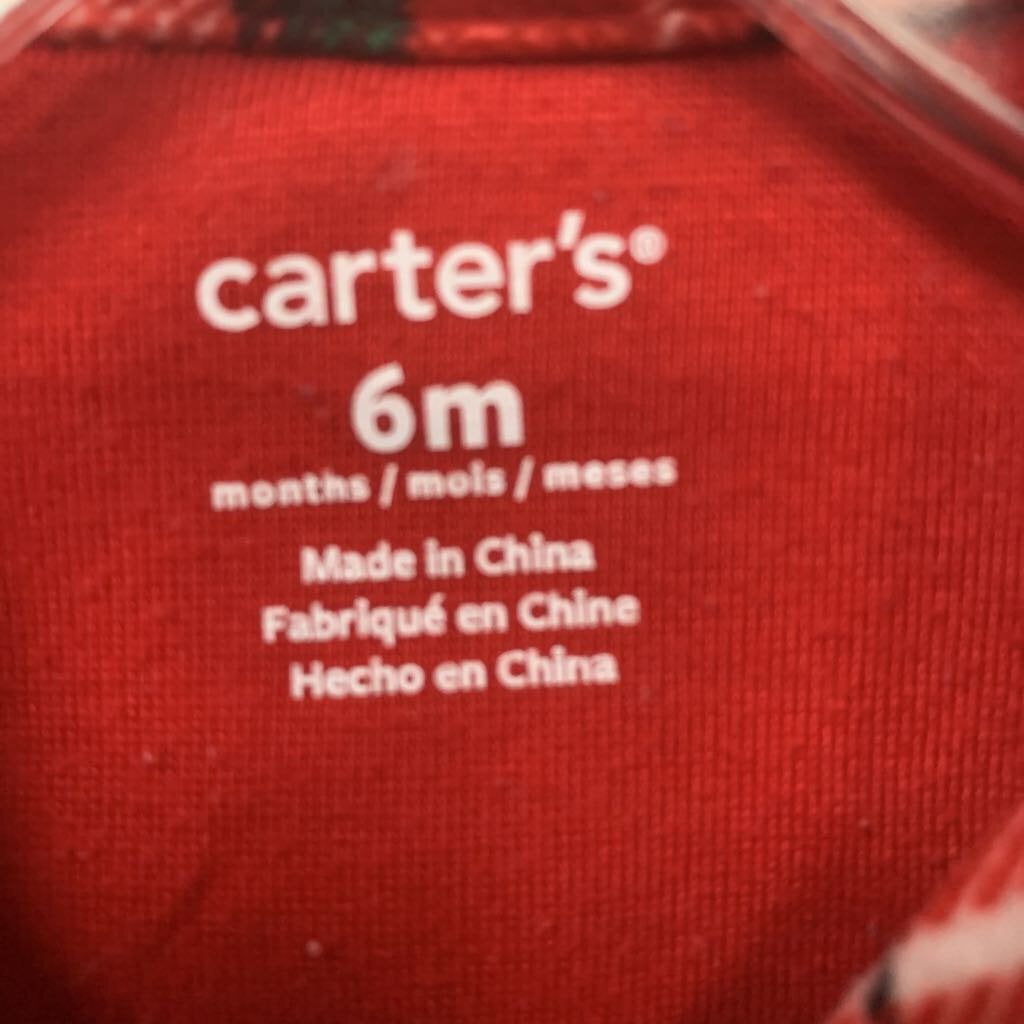 carter's®
6m
months / mois / meses
Made in China
Fabriqué en Chine
Hecho en China